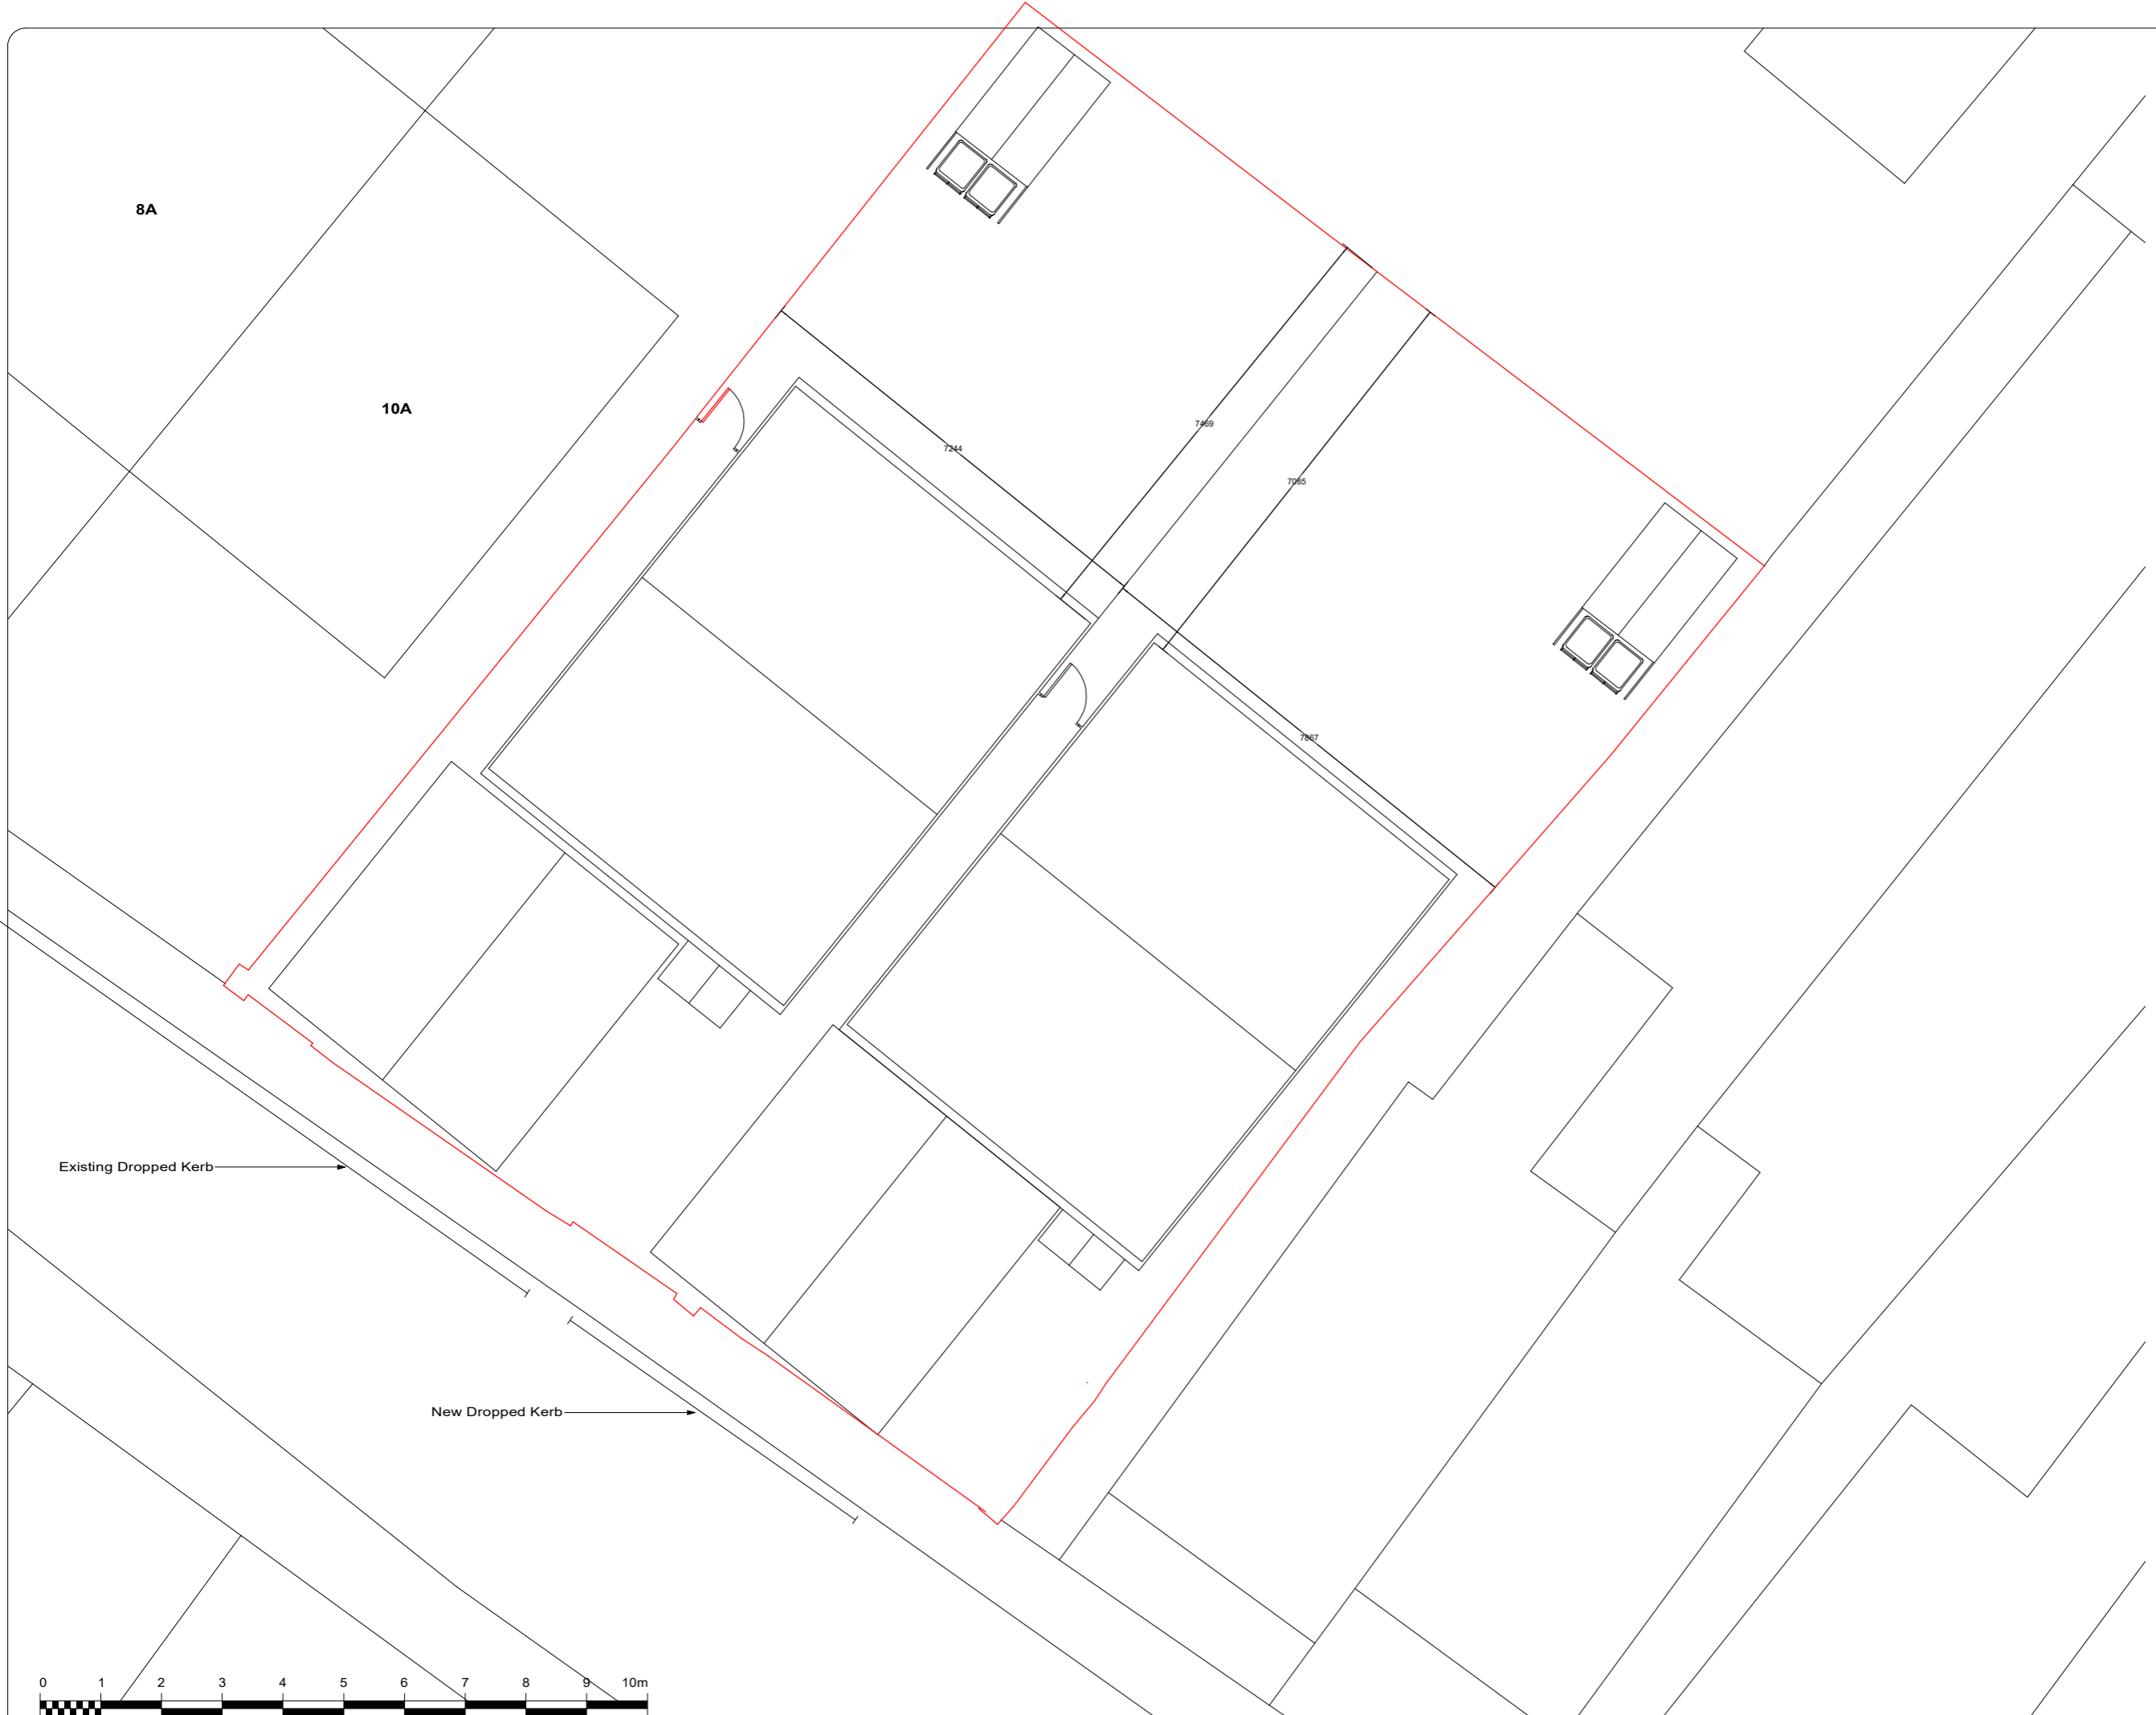 8A
10A
7244
7469
7085
7867
Existing Dropped Kerb
New Dropped Kerb
0 1 2 3 4 5 6 7 8 9 10m